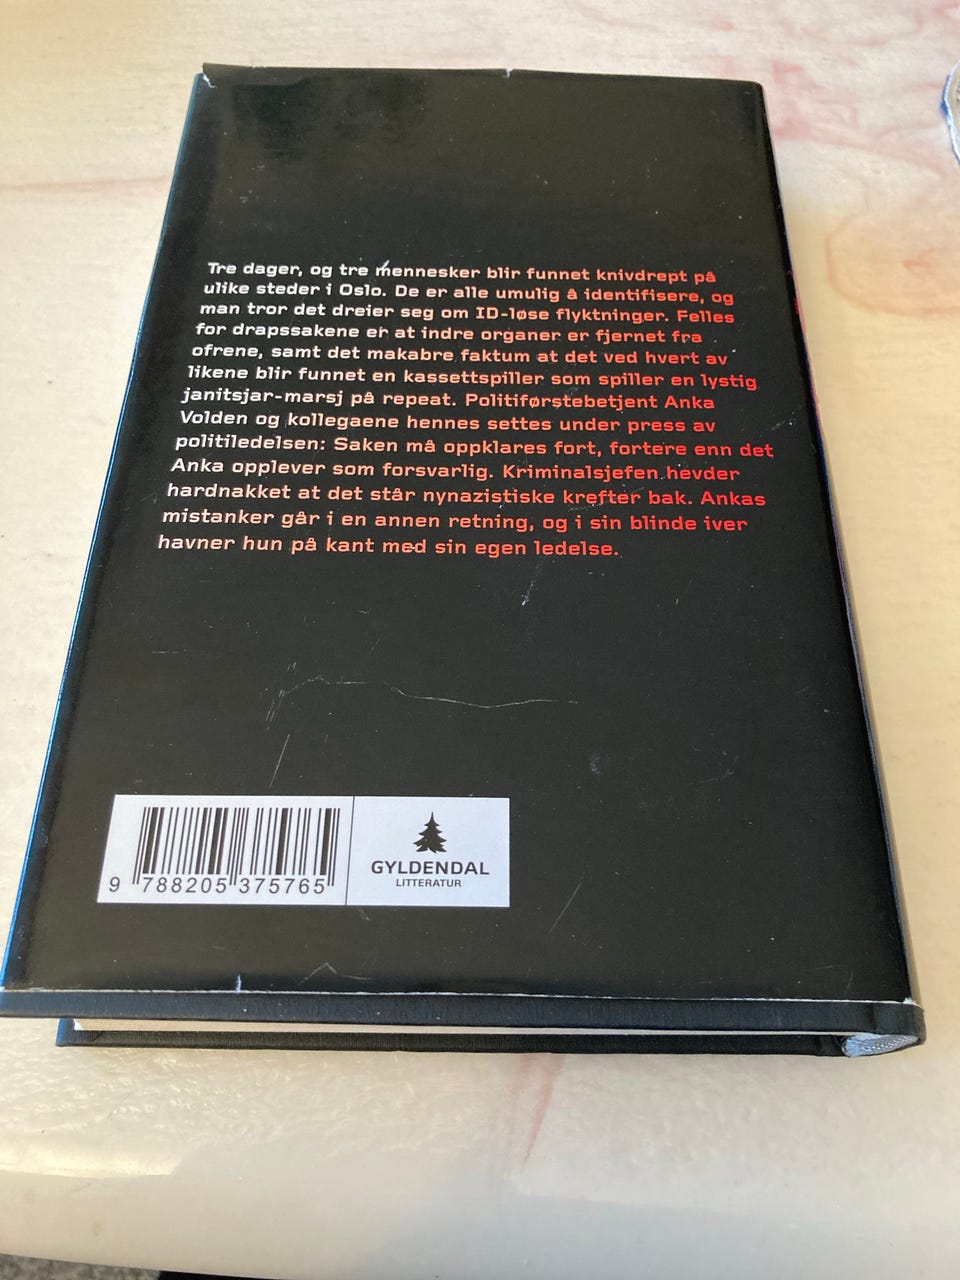 Tre dager, og tre mennesker blir funnet knivdrept på
ulike steder i Oslo. De er alle umulig å identifisere, og
man tror det dreier seg om ID-løse flyktninger. Felles
for drapssakene er at indre organer er fjernet fra
ofrene, samt det makabre faktum at det ved hvert av
likene blir funnet en kassettspiller som spiller en lystig
janitsjar-marsj på repeat. Politiførstebetjent Anka
Volden og kollegaene hennes settes under press av
politiledelsen: Saken må oppklares fort, fortere enn det
Anka opplever som forsvarlig. Kriminalsjefen hevder
hardnakket at det står nynazistiske krefter bak. Ankas
mistanker går i en annen retning, og i sin blinde iver
havner hun på kant med sin egen ledelse.
9 788205 375765
GYLDENDAL
LITTERATUR